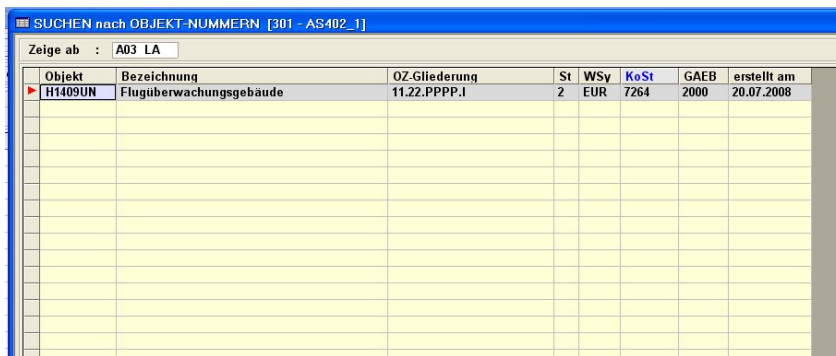 SUCHEN nach OBJEKT-NUMMERN [301 - AS402_1]
Zeige ab : A03 LA
Objekt Bezeichnung OZ-Gliederung St WSy KoSt GAEB erstellt am
H1409UN Flugüberwachungsgebäude 11.22.PPPP.I 2 EUR 7264 2000 20.07.2008